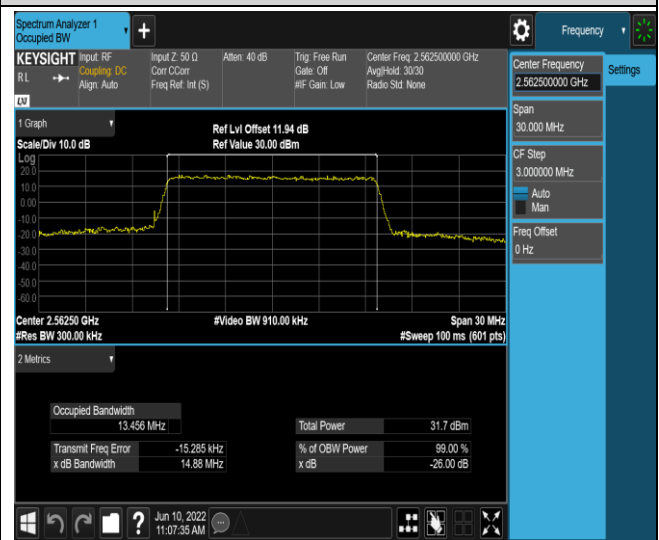 Spectrum Analyzer 1
Occupied BW
Frequency
KEYSIGHT
RL
LW
Input: RF
Coupling: DC
Align: Auto
Input Z: 50 Ω
Corr CCorr
Freq Ref: Int (S)
Atten: 40 dB
Trig: Free Run
Gate: Off
#IF Gain: Low
Center Freq: 2.562500000 GHz
Avg|Hold: 30/30
Radio Std: None
Center Frequency
2.562500000 GHz
Settings
Span
30.000 MHz
CF Step
3.000000 MHz
Auto
Man
Freq Offset
0 Hz
1 Graph
Scale/Div 10.0 dB
Ref Lvl Offset 11.94 dB
Ref Value 30.00 dBm
Log
20.0
10.0
0.00
-10.0
-20.0
-30.0
-40.0
-50.0
-60.0
Center 2.56250 GHz
#Video BW 910.00 kHz
Span 30 MHz
#Res BW 300.00 kHz
#Sweep 100 ms (601 pts)
2 Metrics
Occupied Bandwidth
13.456 MHz
Total Power 31.7 dBm
Transmit Freq Error -15.285 kHz
% of OBW Power 99.00 %
x dB Bandwidth 14.88 MHz
x dB -26.00 dB
?
Jun 10, 2022
11:07:35 AM